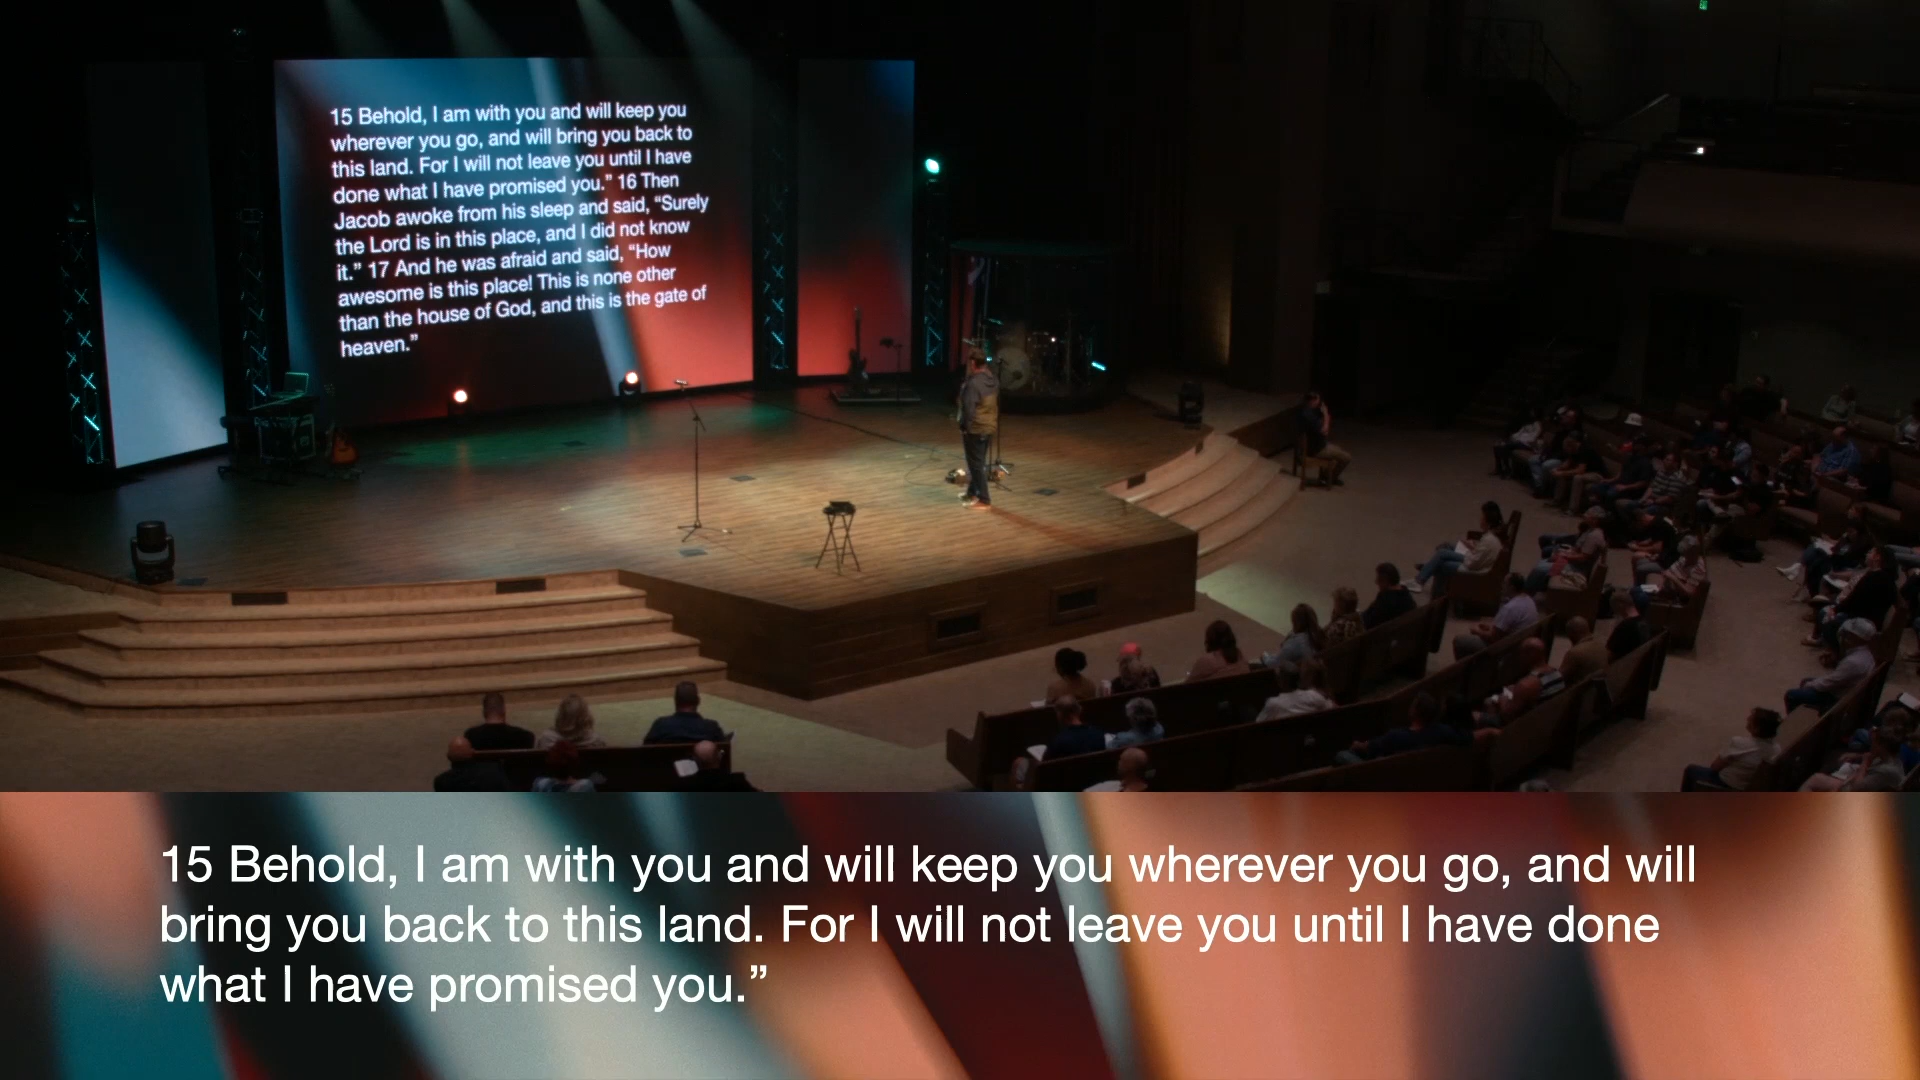 15 Behold, I am with you and will keep you
wherever you go, and will bring you back to
this land. For I will not leave you until I have
done what I have promised you.” 16 Then
Jacob awoke from his sleep and said, “Surely
the Lord is in this place, and I did not know
it.” 17 And he was afraid and said, “How
awesome is this place! This is none other
than the house of God, and this is the gate of
heaven.”
15 Behold, I am with you and will keep you wherever you go, and will
bring you back to this land. For I will not leave you until I have done
what I have promised you.”